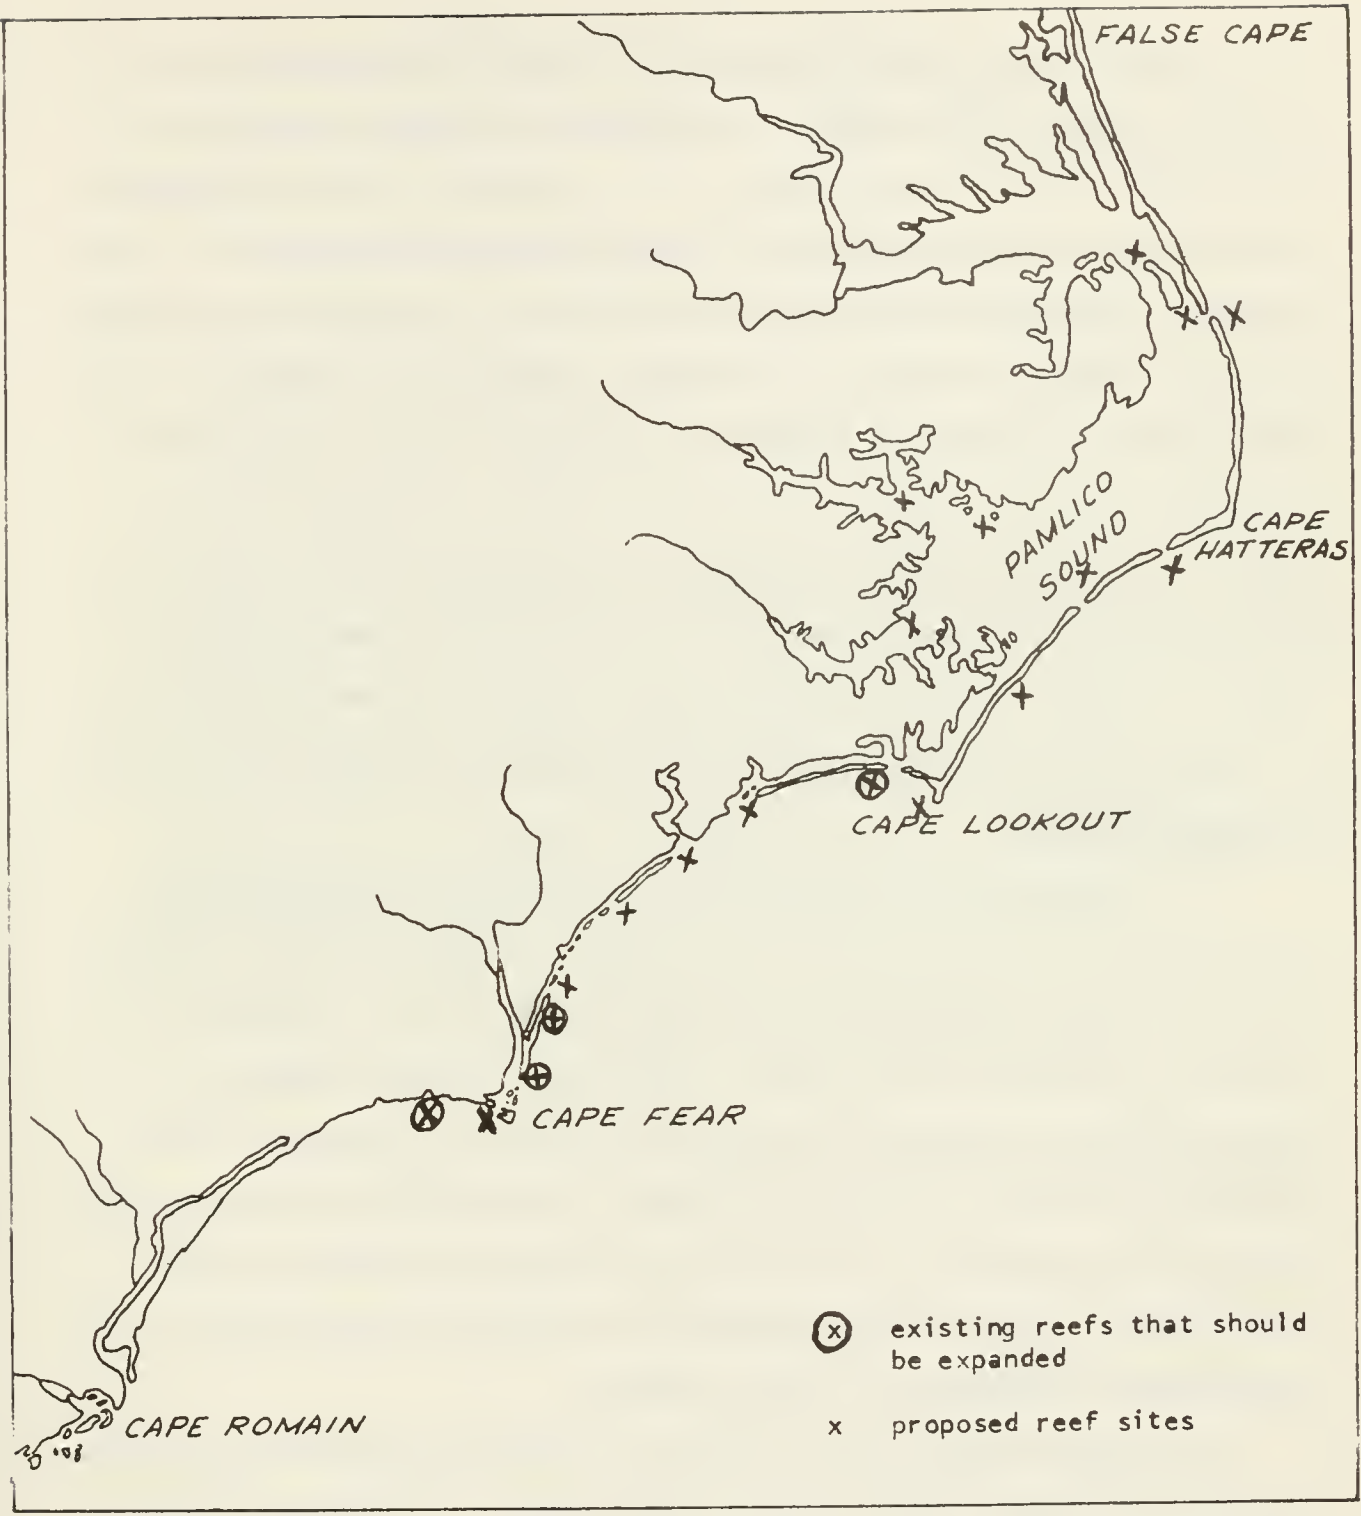 FALSE CAPE
PAMLICO
SOUND
CAPE
HATTERAS
CAPE LOOKOUT
CAPE FEAR
existing reefs that should
be expanded
x proposed reef sites
CAPE ROMAIN